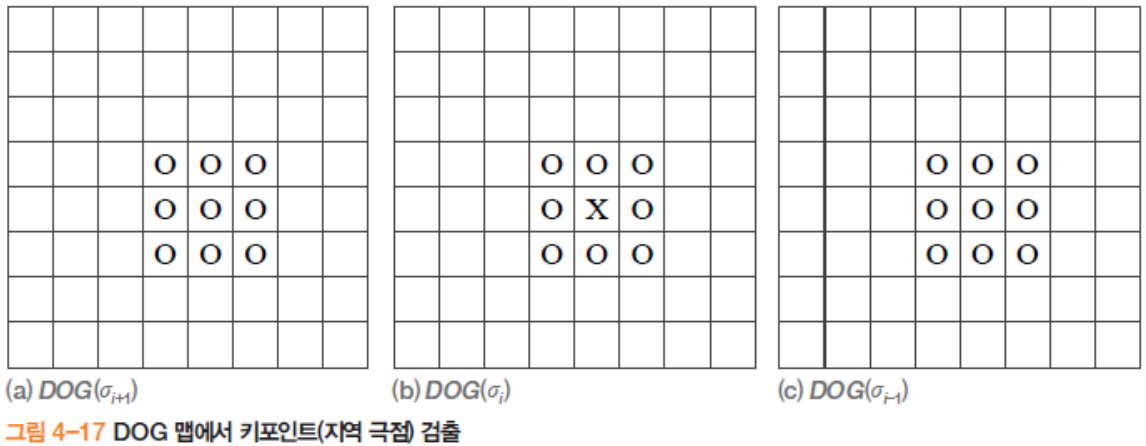 O O O O O O O O O
O O O O X O O O O
O O O O O O O O O
(a) DOG(σi+1) (b) DOG(σi) (c) DOG(σi-1)
그림 4-17 DOG 맵에서 키포인트(지역 극점) 검출